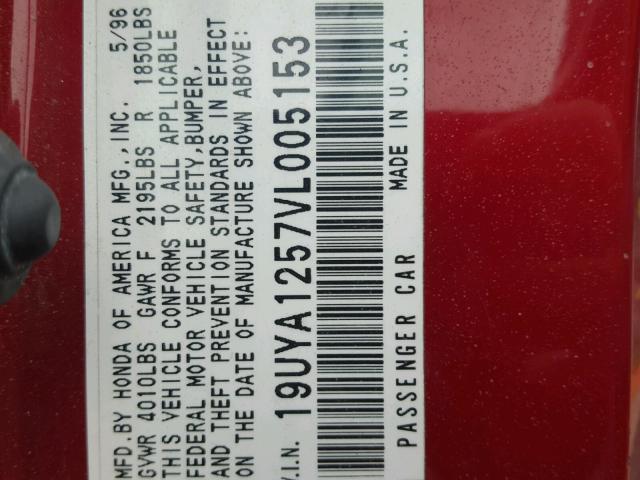 MFD.BY HONDA OF AMERICA MFG.,INC. 5/96
GVWR 4010LBS GAWR F 2195LBS R 1850LBS
THIS VEHICLE CONFORMS TO ALL APPLICABLE
FEDERAL MOTOR VEHICLE SAFETY,BUMPER,
AND THEFT PREVENTION STANDARDS IN EFFECT
ON THE DATE OF MANUFACTURE SHOWN ABOVE:
V.I.N. 19UYA1257VL005153
PASSENGER CAR MADE IN U.S.A.